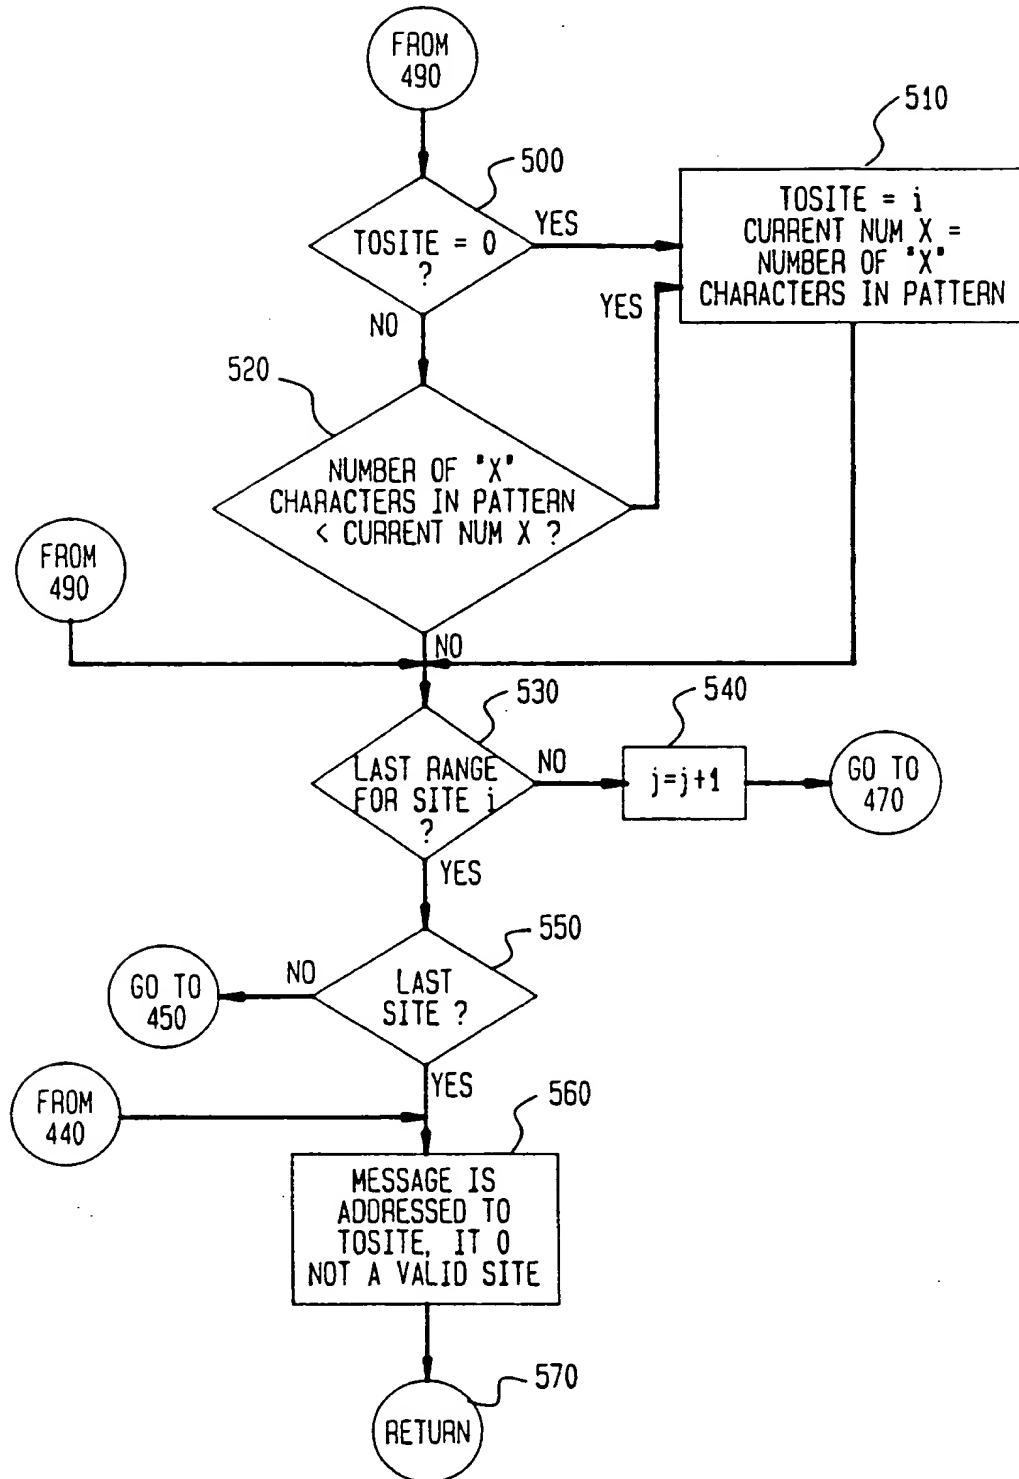 FROM
490
500
510
TOSITE = 0
?
YES
TOSITE = i
CURRENT NUM X =
NUMBER OF "X"
CHARACTERS IN PATTERN
YES
NO
520
NUMBER OF "X"
CHARACTERS IN PATTERN
< CURRENT NUM X ?
FROM
490
NO
530
540
LAST RANGE
FOR SITE i
?
NO
j=j+1
GO TO
470
YES
550
LAST
SITE ?
NO
GO TO
450
YES
FROM
440
560
MESSAGE IS
ADDRESSED TO
TOSITE, IT 0
NOT A VALID SITE
570
RETURN